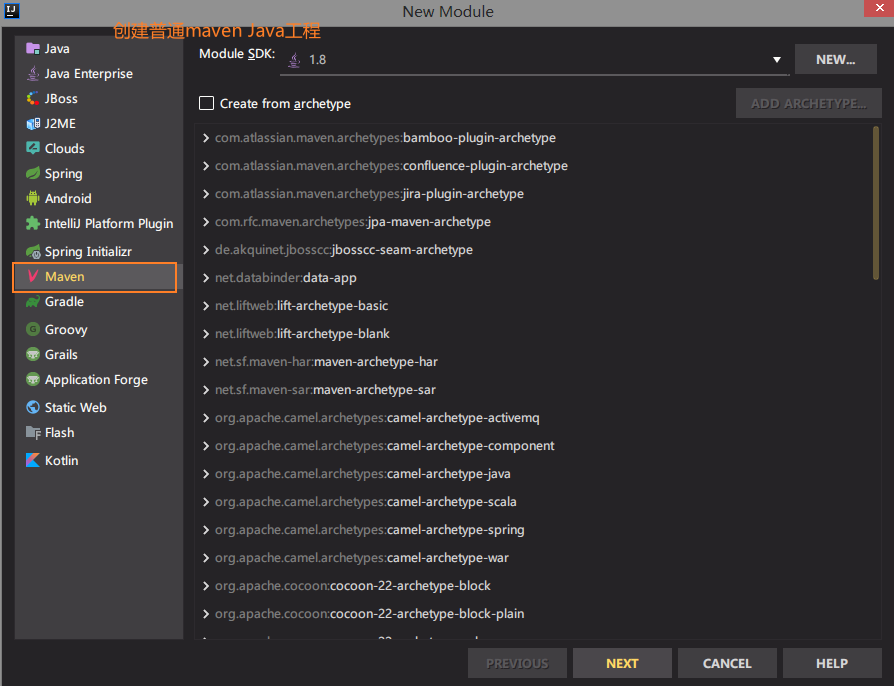 New Module
创建普通maven Java工程
Java
Java Enterprise
JBoss
J2ME
Clouds
Spring
Android
IntelliJ Platform Plugin
Spring Initializr
Maven
Gradle
Groovy
Grails
Application Forge
Static Web
Flash
Kotlin
Module SDK: 1.8 NEW...
Create from archetype ADD ARCHETYPE...
com.atlassian.maven.archetypes:bamboo-plugin-archetype
com.atlassian.maven.archetypes:confluence-plugin-archetype
com.atlassian.maven.archetypes:jira-plugin-archetype
com.rfc.maven.archetypes:jpa-maven-archetype
de.akquinet.jbosscc:jbosscc-seam-archetype
net.databinder:data-app
net.liftweb:lift-archetype-basic
net.liftweb:lift-archetype-blank
net.sf.maven-har:maven-archetype-har
net.sf.maven-sar:maven-archetype-sar
org.apache.camel.archetypes:camel-archetype-activemq
org.apache.camel.archetypes:camel-archetype-component
org.apache.camel.archetypes:camel-archetype-java
org.apache.camel.archetypes:camel-archetype-scala
org.apache.camel.archetypes:camel-archetype-spring
org.apache.camel.archetypes:camel-archetype-war
org.apache.cocoon:cocoon-22-archetype-block
org.apache.cocoon:cocoon-22-archetype-block-plain
PREVIOUS NEXT CANCEL HELP